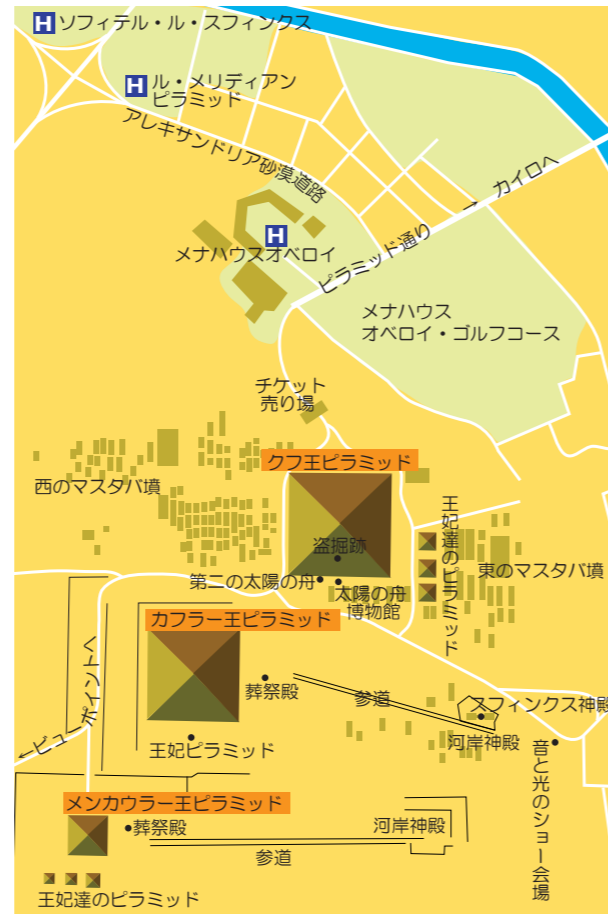 H ソフィテル・ル・スフィンクス
H ル・メリディアン
ピラミッド
アレキサンドリア砂漠道路
カイロへ
→
H
メナハウスオベロイ
ピラミッド通り
メナハウス
オベロイ・ゴルフコース
チケット
売り場
クフ王ピラミッド
西のマスタバ墳
盗掘跡
王妃達のピラミッド
東のマスタバ墳
第二の太陽の舟
太陽の舟
博物館
カフラー王ピラミッド
←ビューポイントへ
葬祭殿
参道
スフィンクス神殿
河岸神殿
王妃ピラミッド
音と光のショー会場
メンカウラー王ピラミッド
葬祭殿
河岸神殿
参道
王妃達のピラミッド